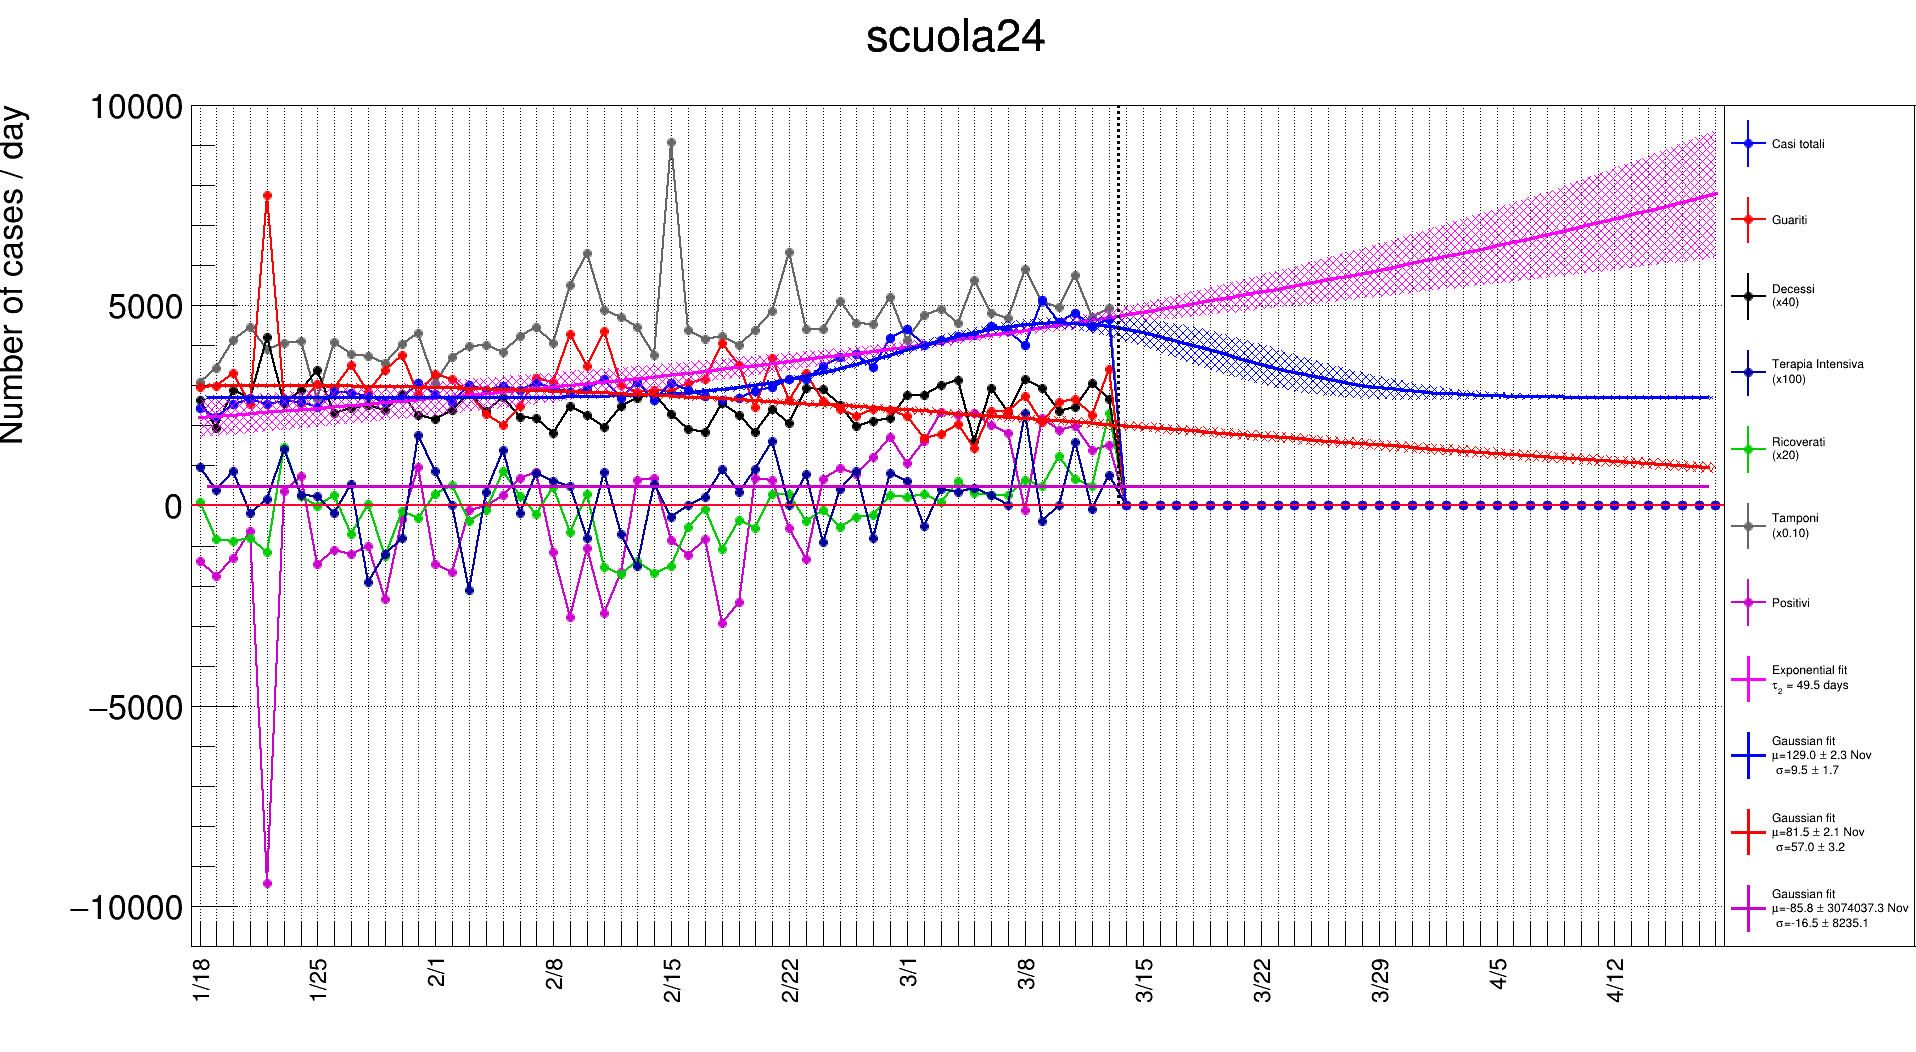 scuola24
Number of cases / day
10000
5000
0
−5000
−10000
1/18
1/25
2/1
2/8
2/15
2/22
3/1
3/8
3/15
3/22
3/29
4/5
4/12
Casi totali
Guariti
Decessi
(x40)
Terapia Intensiva
(x100)
Ricoverati
(x20)
Tamponi
(x0.10)
Positivi
Exponential fit
τ2 = 49.5 days
Gaussian fit
μ=129.0 ± 2.3 Nov
σ=9.5 ± 1.7
Gaussian fit
μ=81.5 ± 2.1 Nov
σ=57.0 ± 3.2
Gaussian fit
μ=-85.8 ± 3074037.3 Nov
σ=-16.5 ± 8235.1